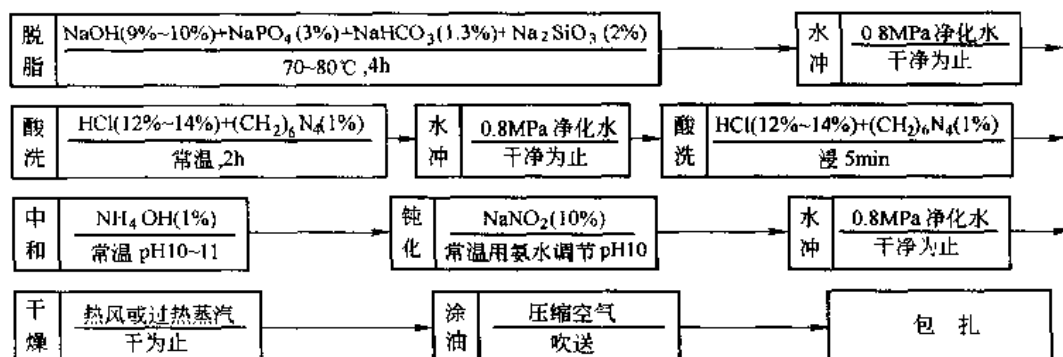 脱脂 NaOH(9%~10%)+NaPO4(3%)+NaHCO3(1.3%)+Na2SiO3(2%)
70~80℃,4h
水冲 0.8MPa净化水
干净为止
酸洗 HCl(12%~14%)+(CH2)6N4(1%)
常温,2h
水冲 0.8MPa净化水
干净为止
酸洗 HCl(12%~14%)+(CH2)6N4(1%)
浸5min
中和 NH4OH(1%)
常温pH10~11
钝化 NaNO2(10%)
常温用氨水调节pH10
水冲 0.8MPa净化水
干净为止
干燥 热风或过热蒸汽
干为止
涂油 压缩空气
吹送
包扎